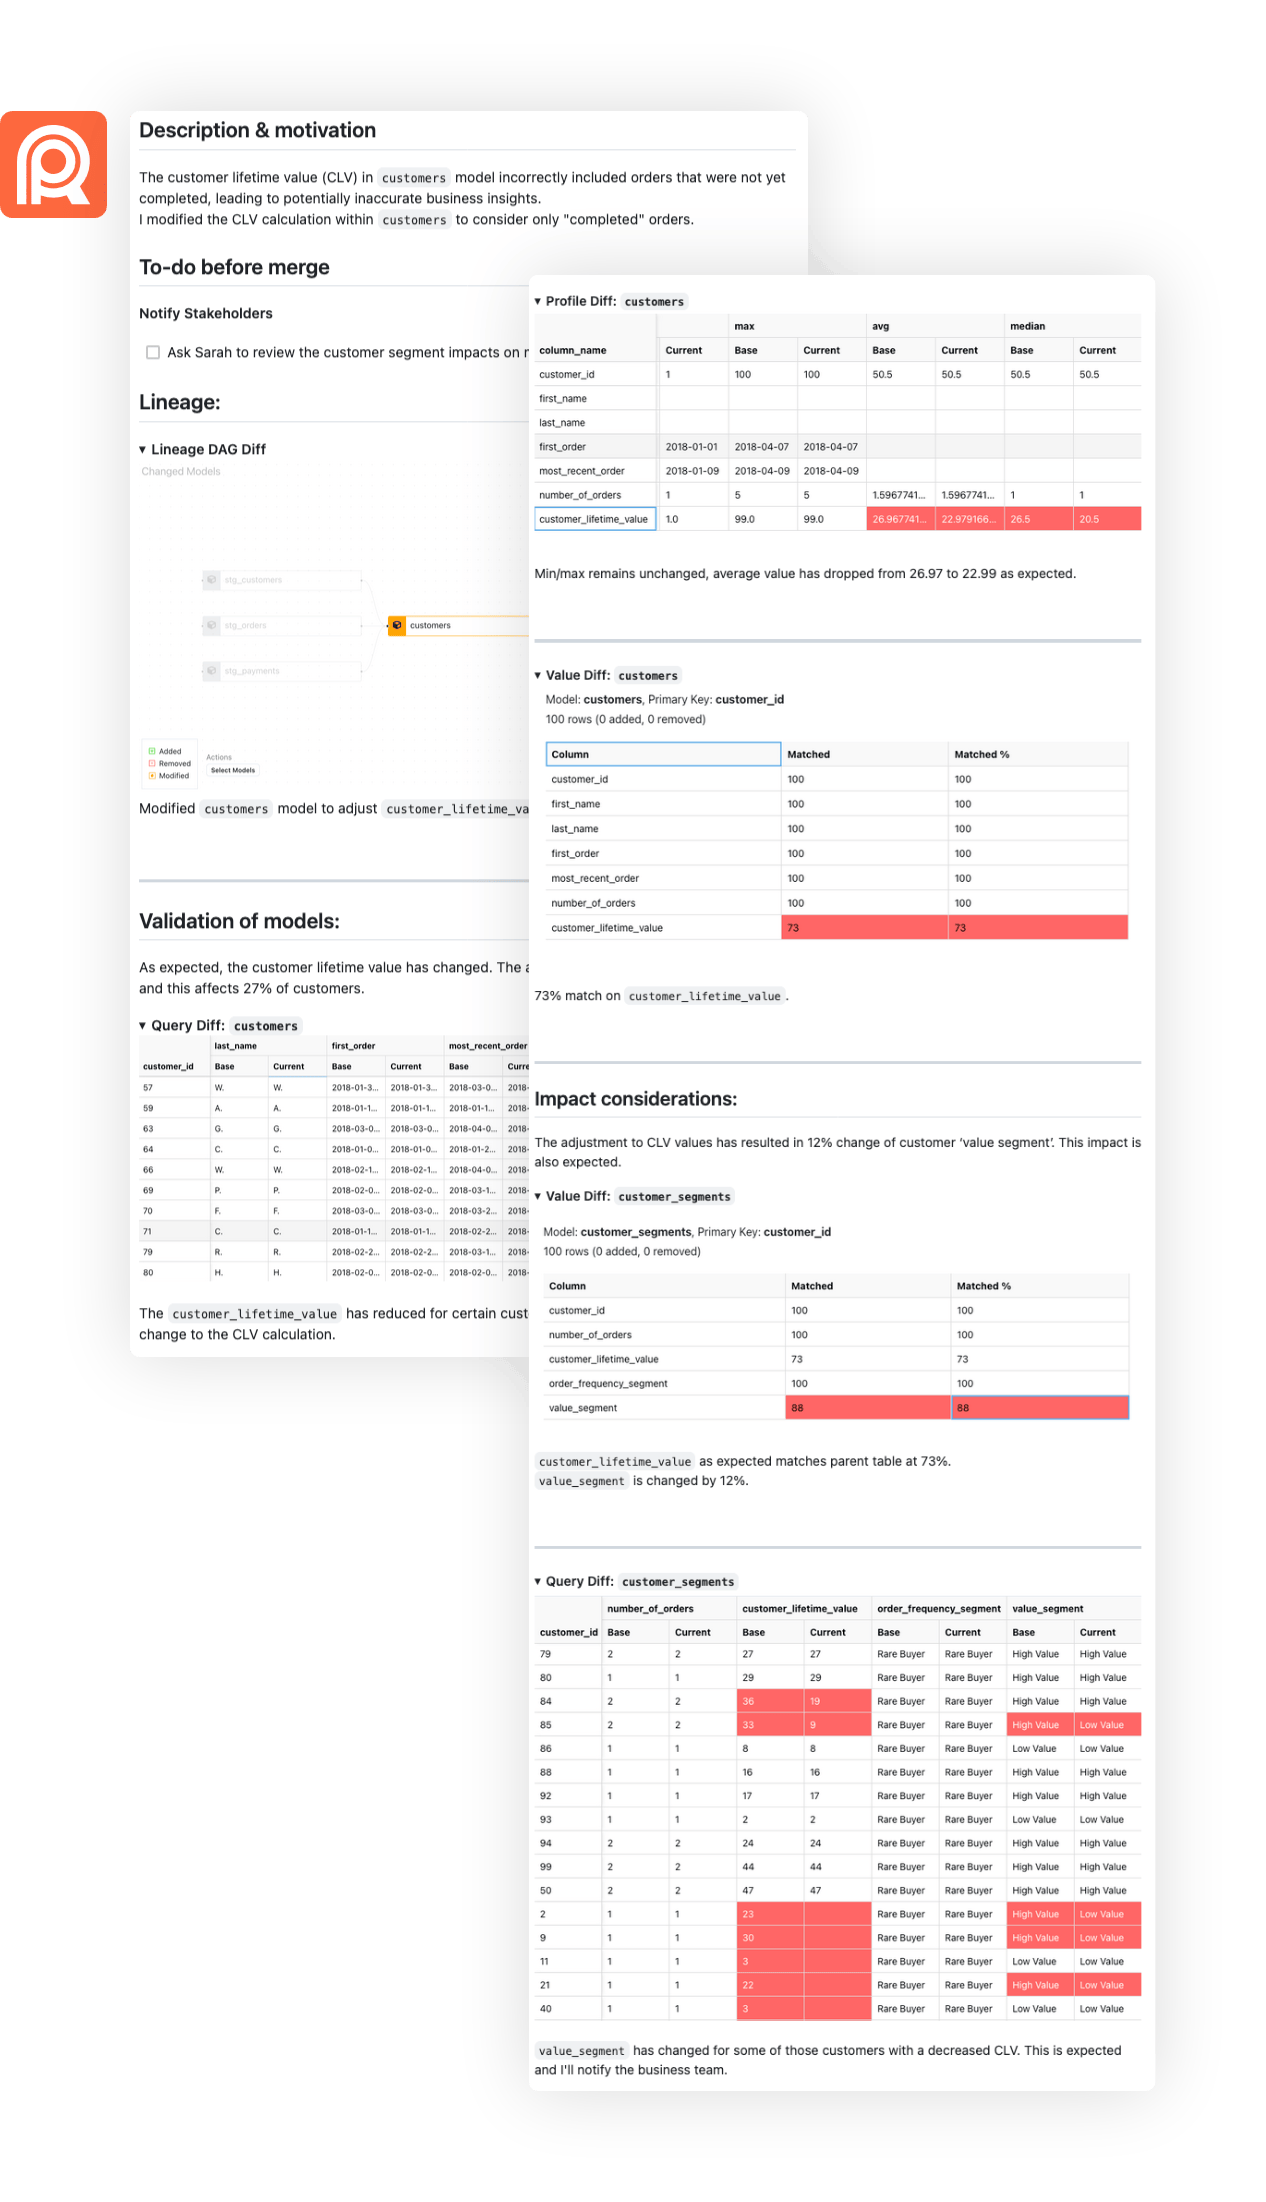 Description & motivation
The customer lifetime value (CLV) in customers model incorrectly included orders that were not yet
completed, leading to potentially inaccurate business insights.
I modified the CLV calculation within customers to consider only "completed" orders.
To-do before merge
Notify Stakeholders
Ask Sarah to review the customer segment impacts on
Lineage:
Lineage DAG Diff
Changed Models
stg_customers
stg_orders
customers
stg_payments
Added
Removed
Modified
Actions
Select Models
Modified customers model to adjust customer_lifetime_va
Validation of models:
As expected, the customer lifetime value has changed. The
and this affects 27% of customers.
Query Diff: customers
last_name first_order most_recent_order
customer_id Base Current Base Current Base Curre
57 W. W. 2018-01-3... 2018-01-3... 2018-03-0... 2018-
59 A. A. 2018-01-1... 2018-01-1... 2018-01-1... 2018-
63 G. G. 2018-03-0... 2018-03-0... 2018-04-0... 2018-
64 C. C. 2018-01-0... 2018-01-0... 2018-01-2... 2018-
66 W. W. 2018-02-1... 2018-02-1... 2018-04-0... 2018-
69 P. P. 2018-02-0... 2018-02-0... 2018-03-1... 2018-
70 F. F. 2018-03-0... 2018-03-0... 2018-03-2... 2018-
71 C. C. 2018-01-1... 2018-01-1... 2018-02-2... 2018-
79 R. R. 2018-02-2... 2018-02-2... 2018-03-1... 2018-
80 H. H. 2018-02-0... 2018-02-0... 2018-02-0... 2018-
The customer_lifetime_value has reduced for certain cust
change to the CLV calculation.
Profile Diff: customers
max avg median
column_name Current Base Current Base Current Base Current
customer_id 1 100 100 50.5 50.5 50.5 50.5
first_name
last_name
first_order 2018-01-01 2018-04-07 2018-04-07
most_recent_order 2018-01-09 2018-04-09 2018-04-09
number_of_orders 1 5 5 1.5967741... 1.5967741... 1 1
customer_lifetime_value 1.0 99.0 99.0 26.967741... 22.979166... 26.5 20.5
Min/max remains unchanged, average value has dropped from 26.97 to 22.99 as expected.
Value Diff: customers
Model: customers, Primary Key: customer_id
100 rows (0 added, 0 removed)
Column Matched Matched %
customer_id 100 100
first_name 100 100
last_name 100 100
first_order 100 100
most_recent_order 100 100
number_of_orders 100 100
customer_lifetime_value 73 73
73% match on customer_lifetime_value.
Impact considerations:
The adjustment to CLV values has resulted in 12% change of customer ‘value segment’. This impact is
also expected.
Value Diff: customer_segments
Model: customer_segments, Primary Key: customer_id
100 rows (0 added, 0 removed)
Column Matched Matched %
customer_id 100 100
number_of_orders 100 100
customer_lifetime_value 73 73
order_frequency_segment 100 100
value_segment 88 88
customer_lifetime_value as expected matches parent table at 73%.
value_segment is changed by 12%.
Query Diff: customer_segments
number_of_orders customer_lifetime_value order_frequency_segment value_segment
customer_id Base Current Base Current Base Current Base Current
79 2 2 27 27 Rare Buyer Rare Buyer High Value High Value
80 1 1 29 29 Rare Buyer Rare Buyer High Value High Value
84 2 2 36 19 Rare Buyer Rare Buyer High Value High Value
85 2 2 33 9 Rare Buyer Rare Buyer High Value Low Value
86 1 1 8 8 Rare Buyer Rare Buyer Low Value Low Value
88 1 1 16 16 Rare Buyer Rare Buyer High Value High Value
92 1 1 17 17 Rare Buyer Rare Buyer High Value High Value
93 1 1 2 2 Rare Buyer Rare Buyer Low Value Low Value
94 2 2 24 24 Rare Buyer Rare Buyer High Value High Value
99 2 2 44 44 Rare Buyer Rare Buyer High Value High Value
50 2 2 47 47 Rare Buyer Rare Buyer High Value High Value
2 1 1 23 Rare Buyer Rare Buyer High Value Low Value
9 1 1 30 Rare Buyer Rare Buyer High Value Low Value
11 1 1 3 Rare Buyer Rare Buyer Low Value Low Value
21 1 1 22 Rare Buyer Rare Buyer High Value Low Value
40 1 1 3 Rare Buyer Rare Buyer Low Value Low Value
value_segment has changed for some of those customers with a decreased CLV. This is expected
and I'll notify the business team.